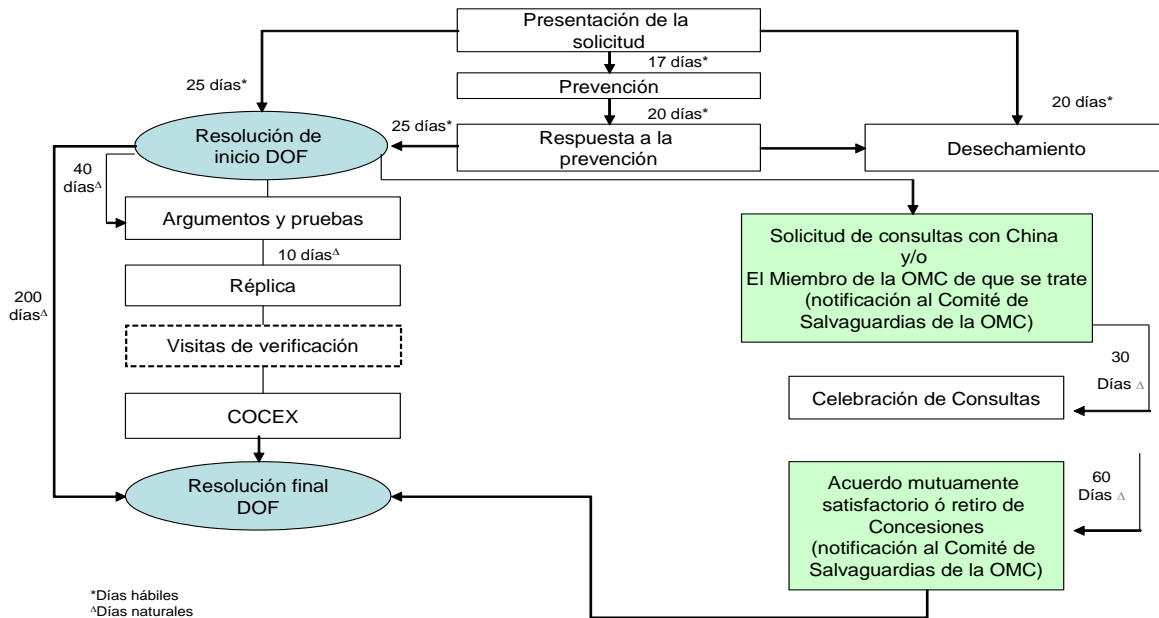 Presentación de la
solicitud
17 días*
25 días*
Prevención
20 días*
20 días*
25 días*
Resolución de
inicio DOF
Respuesta a la
prevención
Desechamiento
40
díasΔ
Argumentos y pruebas
10 díasΔ
Réplica
200
díasΔ
Visitas de verificación
COCEX
Resolución final
DOF
Solicitud de consultas con China
y/o
El Miembro de la OMC de que se trate
(notificación al Comité de
Salvaguardias de la OMC)
30
Días Δ
Celebración de Consultas
60
Días Δ
Acuerdo mutuamente
satisfactorio ó retiro de
Concesiones
(notificación al Comité de
Salvaguardias de la OMC)
*Días hábiles
ΔDías naturales